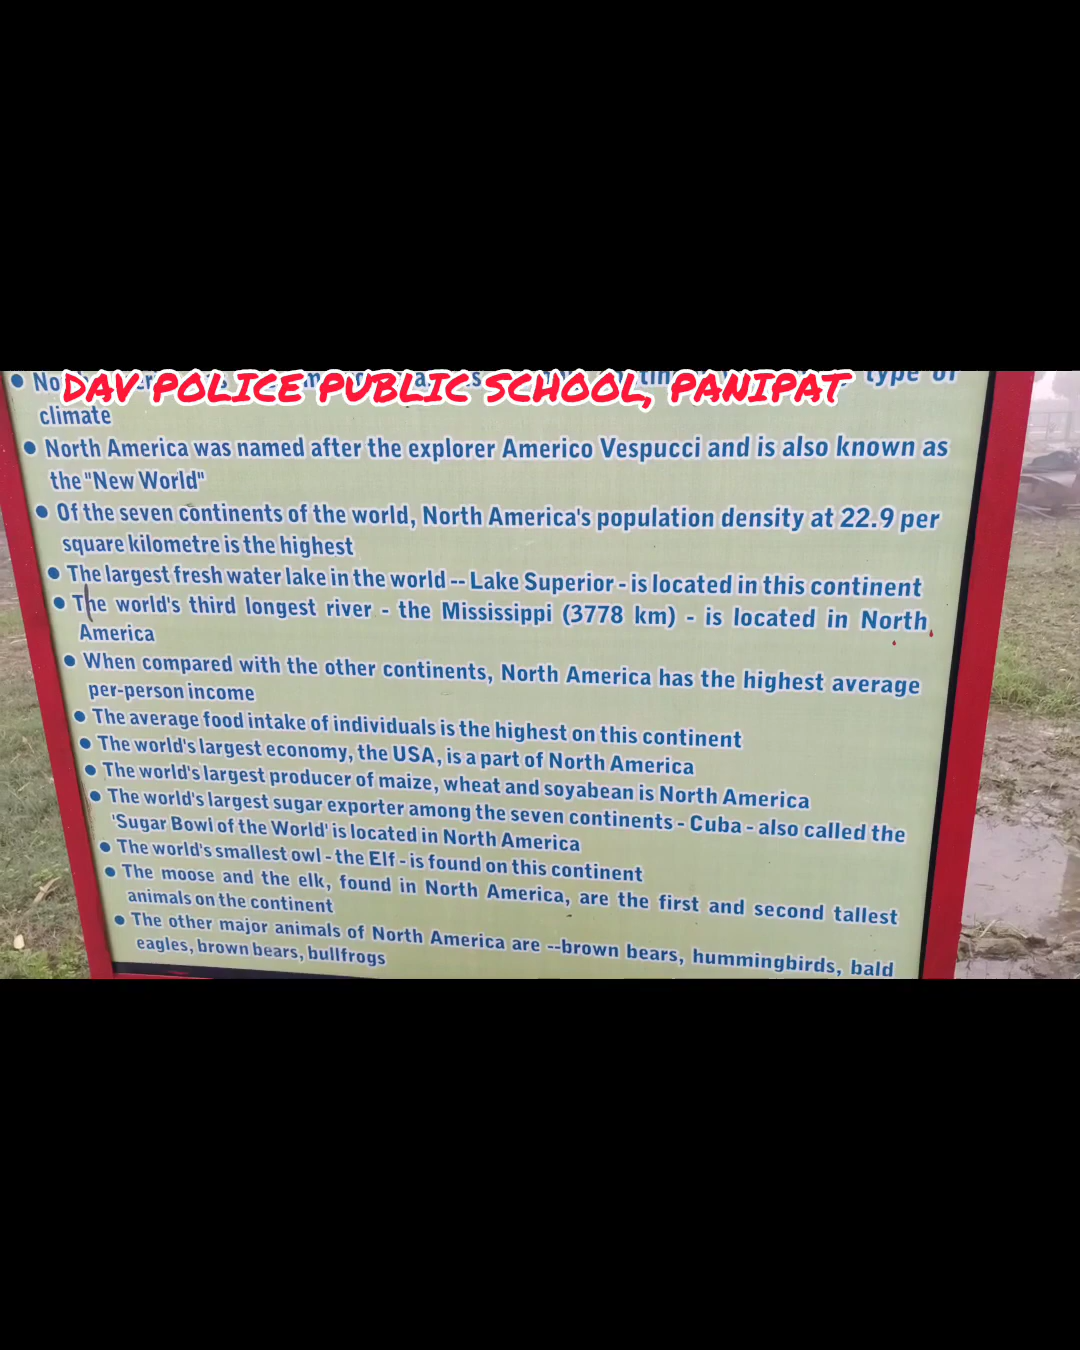 DAV POLICE PUBLIC SCHOOL, PANIPAT
type of
climate
• North America was named after the explorer Americo Vespucci and is also known as
the "New World"
• Of the seven continents of the world, North America's population density at 22.9 per
square kilometre is the highest
• The largest fresh water lake in the world -- Lake Superior - is located in this continent
• The world's third longest river - the Mississippi (3778 km) - is located in North
America
• When compared with the other continents, North America has the highest average
per-person income
• The average food intake of individuals is the highest on this continent
• The world's largest economy, the USA, is a part of North America
• The world's largest producer of maize, wheat and soyabean is North America
• The world's largest sugar exporter among the seven continents - Cuba - also called the
'Sugar Bowl of the World' is located in North America
• The world's smallest owl - the Elf - is found on this continent
• The moose and the elk, found in North America, are the first and second tallest
animals on the continent
• The other major animals of North America are --brown bears, hummingbirds, bald
eagles, brown bears, bullfrogs